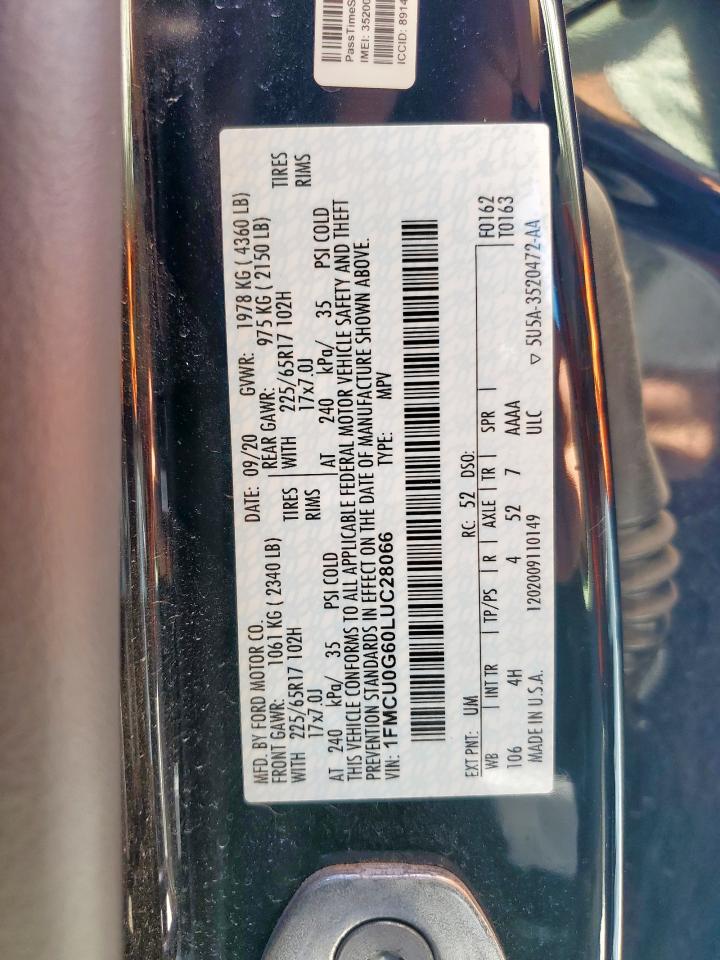 PassTimeS
IMEI: 35200
ICCID: 8914
MFD. BY FORD MOTOR CO. DATE: 09/20 GVWR: 1978 KG ( 4360 LB)
FRONT GAWR: 1061 KG ( 2340 LB) REAR GAWR: 975 KG ( 2150 LB)
WITH 225/65R17 102H TIRES WITH 225/65R17 102H TIRES
17x7.0J RIMS 17x7.0J RIMS
AT 240 kPa/ 35 PSI COLD AT 240 kPa/ 35 PSI COLD
THIS VEHICLE CONFORMS TO ALL APPLICABLE FEDERAL MOTOR VEHICLE SAFETY AND THEFT
PREVENTION STANDARDS IN EFFECT ON THE DATE OF MANUFACTURE SHOWN ABOVE.
VIN: 1FMCU0G60LUC28066 TYPE: MPV
EXT PNT: UM RC: 52 DSO:
WB INT TR TP/PS R AXLE TR SPR F0162
106 4H 4 52 7 AAAA T0163
MADE IN U.S.A. 1202009110149 ULC ▽ 5U5A-3520472-AA